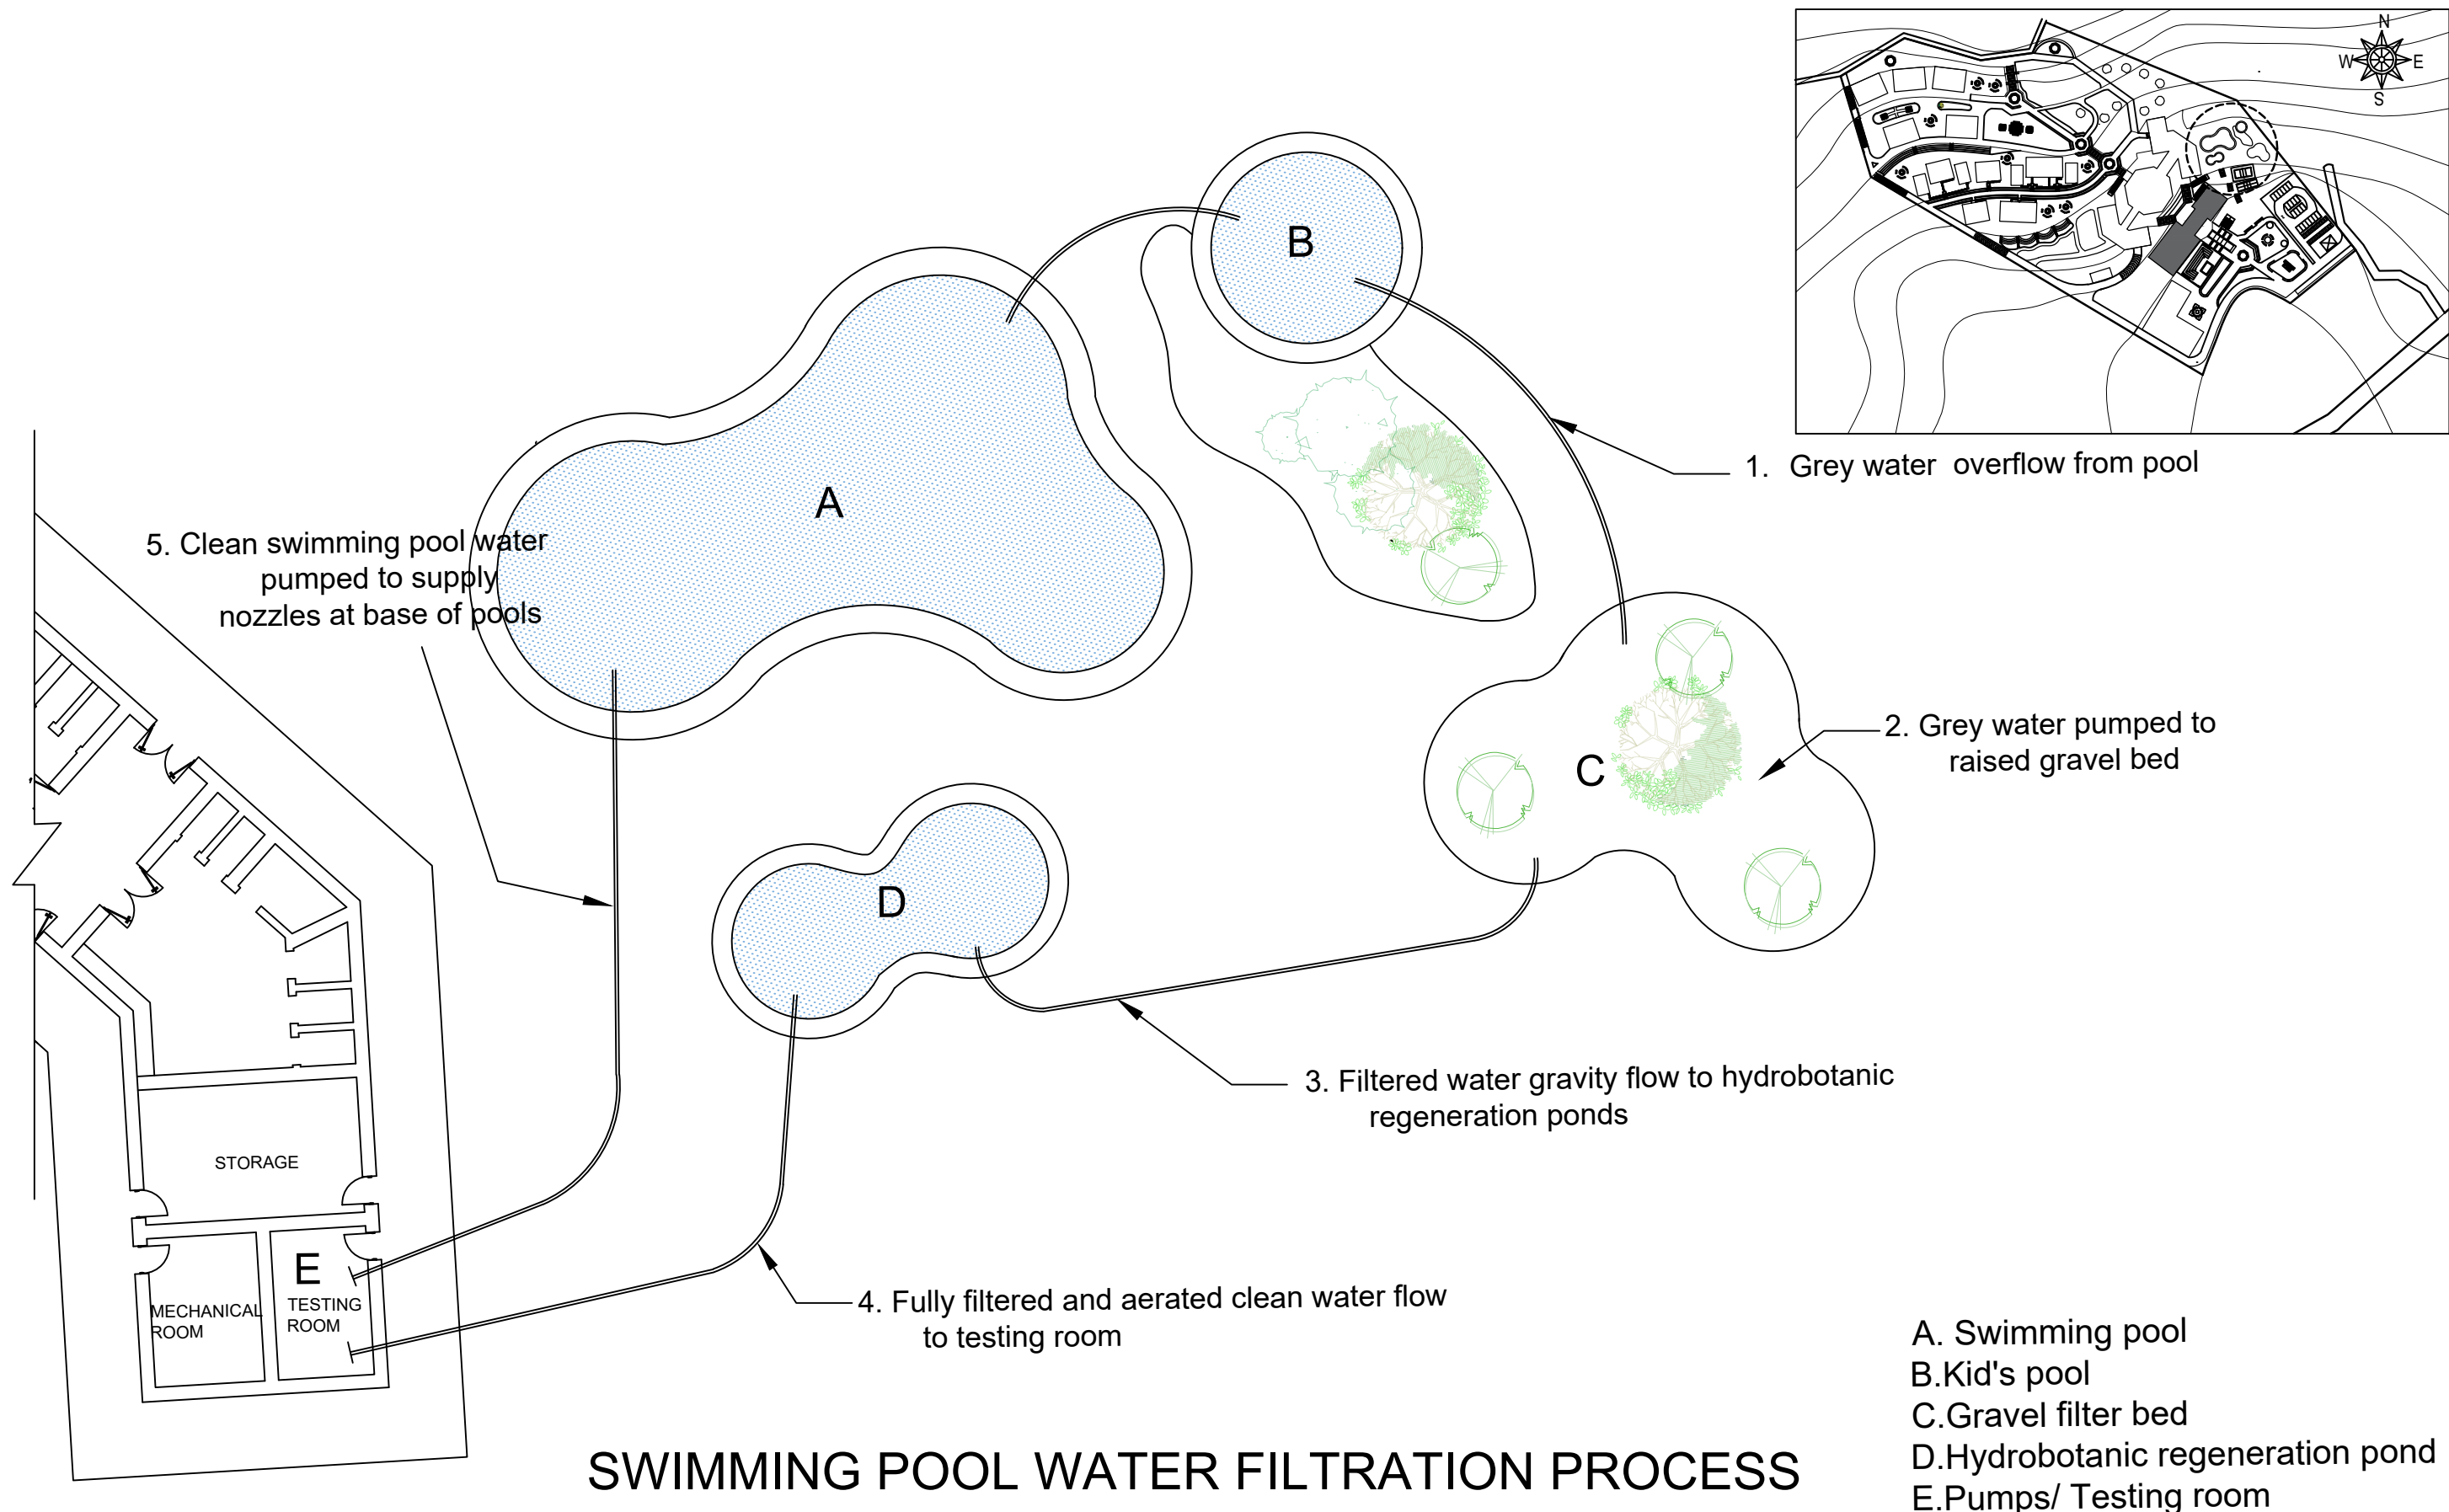 N
W
E
S
B
A
1. Grey water overflow from pool
5. Clean swimming pool water
pumped to supply
nozzles at base of pools
2. Grey water pumped to
raised gravel bed
C
D
3. Filtered water gravity flow to hydrobotanic
regeneration ponds
STORAGE
E
MECHANICAL
ROOM
TESTING
ROOM
4. Fully filtered and aerated clean water flow
to testing room
A. Swimming pool
B.Kid's pool
C.Gravel filter bed
D.Hydrobotanic regeneration pond
E.Pumps/ Testing room
SWIMMING POOL WATER FILTRATION PROCESS